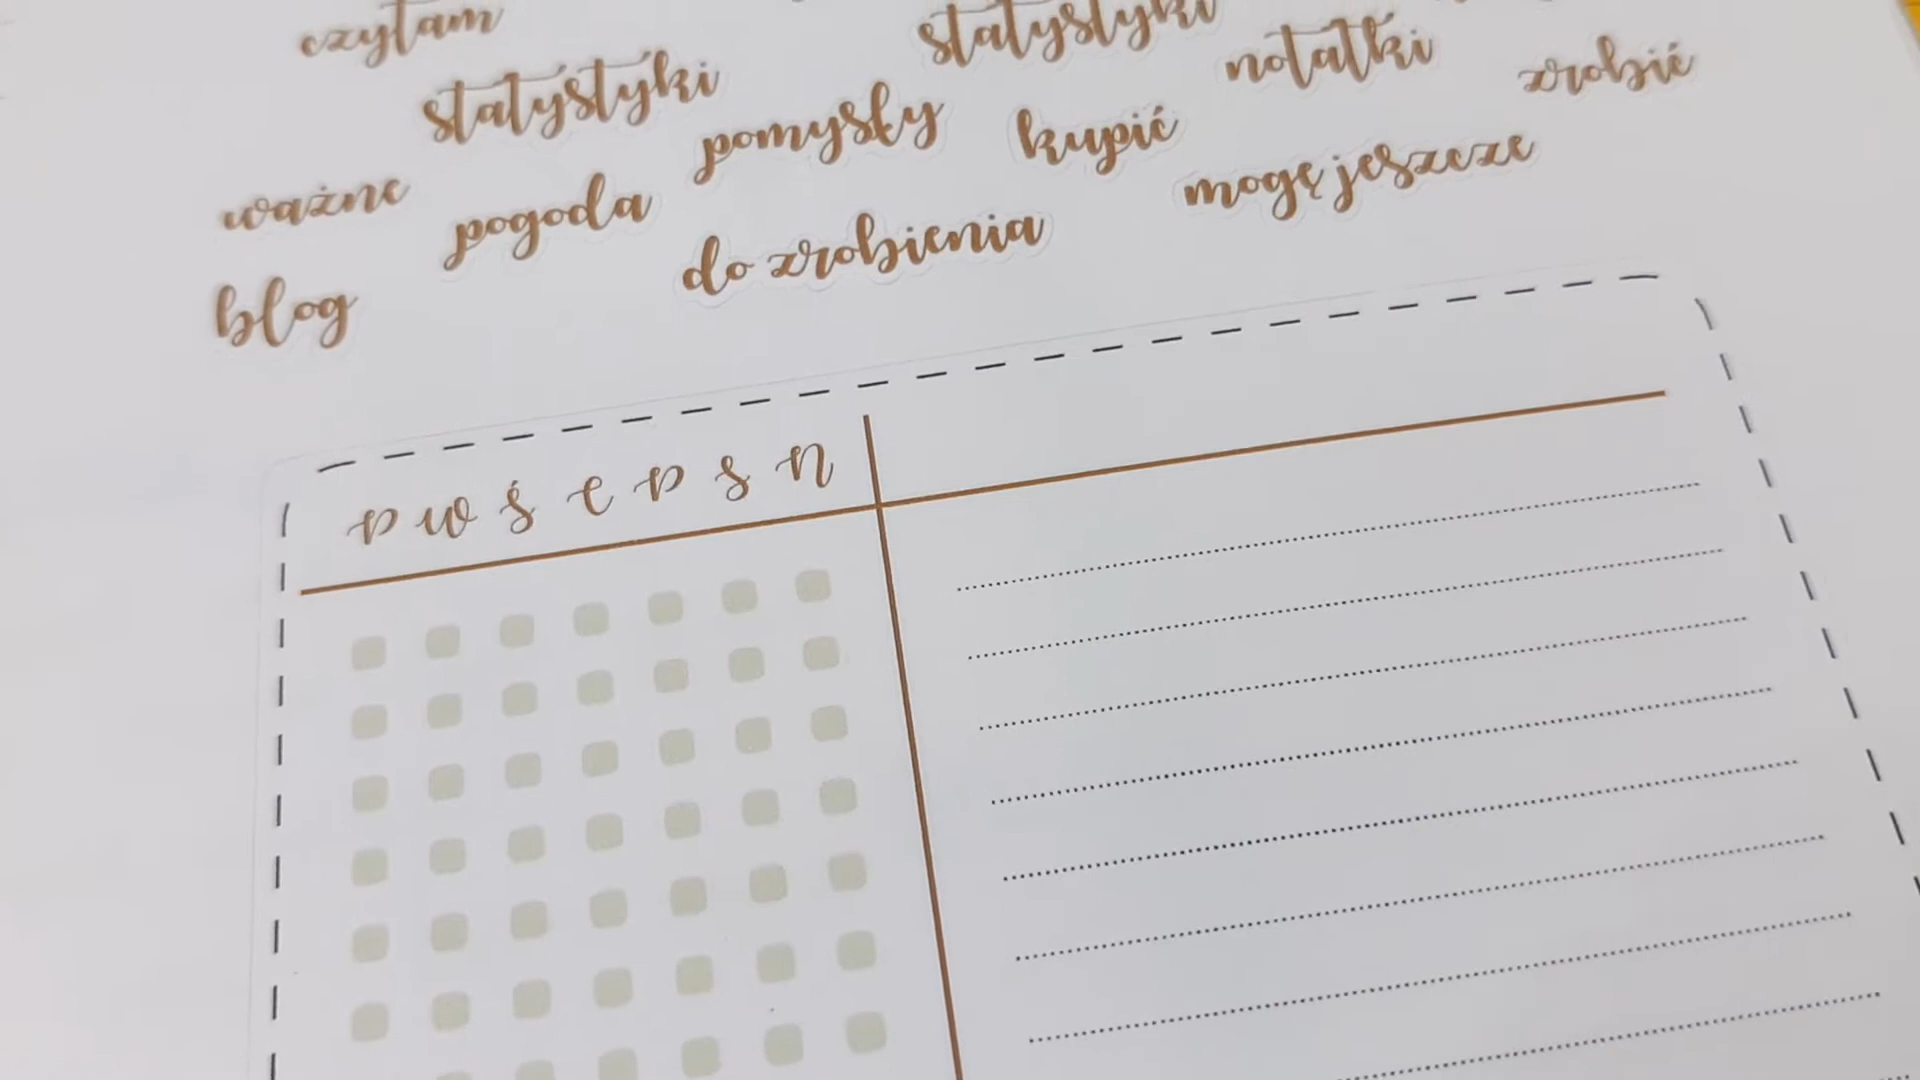 czytam
statystyki
notatki
zrobić
statystyki
pomysły
kupić
ważne
pogoda
mogę jeszcze
do zrobienia
blog
p w ś c p s n